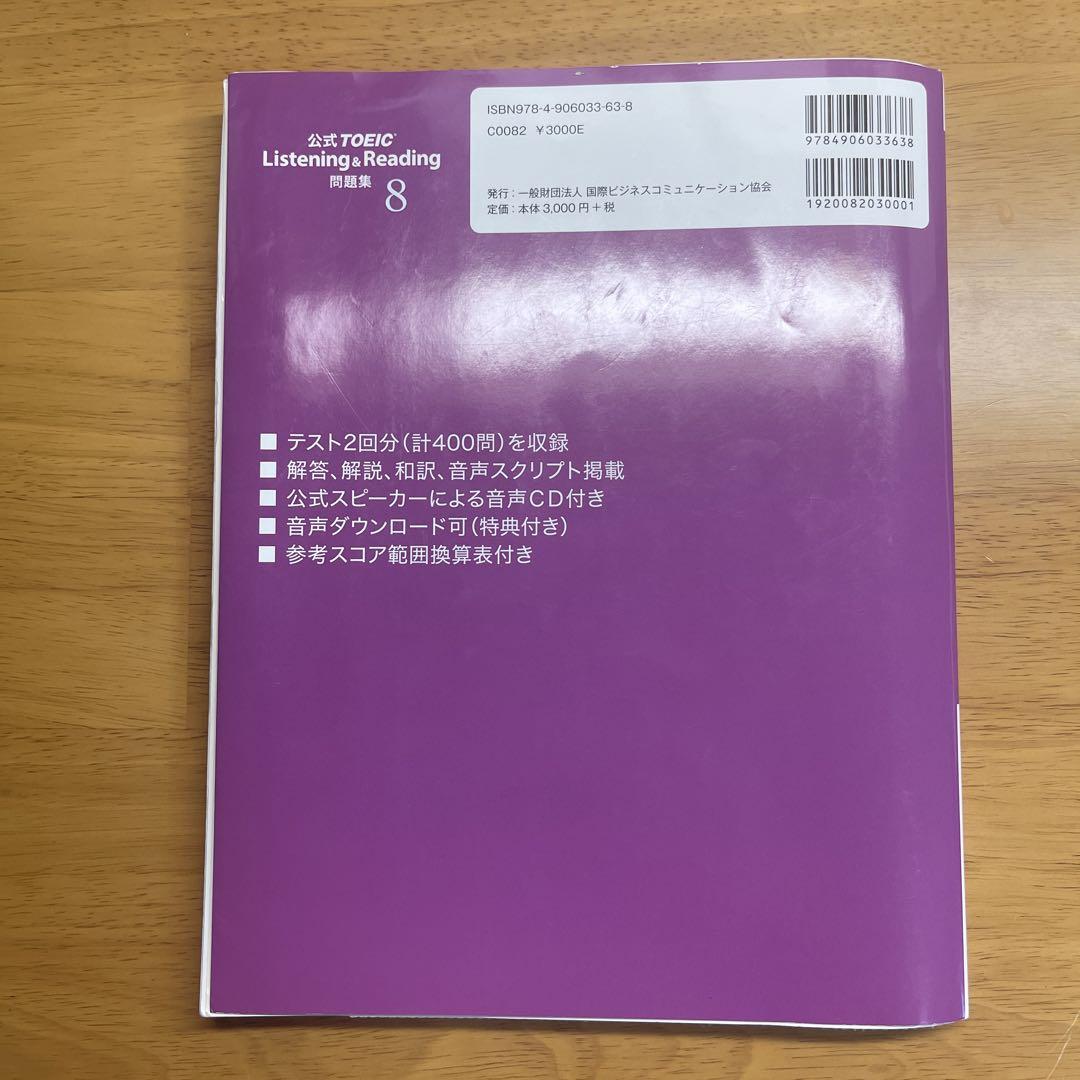 公式 TOEIC®
Listening & Reading
問題集 8
ISBN978-4-906033-63-8
C0082 ¥3000E
発行：一般財団法人 国際ビジネスコミュニケーション協会
定価：本体3,000円＋税
9784906033638
1920082030001
■ テスト2回分（計400問）を収録
■ 解答、解説、和訳、音声スクリプト掲載
■ 公式スピーカーによる音声CD付き
■ 音声ダウンロード可（特典付き）
■ 参考スコア範囲換算表付き